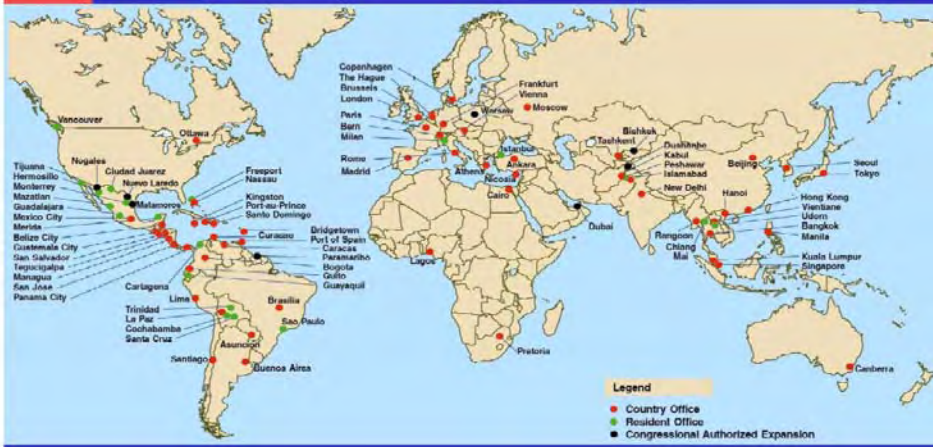 Vancouver
Ottawa
Nogales
Ciudad Juarez
Nuevo Laredo
Matamoros
Tijuana
Hermosillo
Monterrey
Mazatlan
Guadalajara
Mexico City
Merida
Belize City
Guatemala City
San Salvador
Tegucigalpa
Managua
San Jose
Panama City
Freeport
Nassau
Kingston
Port-au-Prince
Santo Domingo
Bridgetown
Port of Spain
Curacao
Caracas
Paramaribo
Bogota
Quito
Guayaquil
Cartagena
Lima
Trinidad
La Paz
Cochabamba
Santa Cruz
Brasilia
Sao Paulo
Asuncion
Santiago
Buenos Airea
Copenhagen
The Hague
Brussels
London
Paris
Bern
Milan
Rome
Madrid
Frankfurt
Vienna
Warsaw
Moscow
Istanbul
Ankara
Athens
Nicosia
Cairo
Lagos
Pretoria
Dubai
Tashkent
Bishkek
Dushanbe
Kabul
Peshawar
Islamabad
New Delhi
Beijing
Seoul
Tokyo
Hanoi
Hong Kong
Vientiane
Udorn
Bangkok
Manila
Rangoon
Chiang
Mai
Kuala Lumpur
Singapore
Canberra
Legend
Country Office
Resident Office
Congressional Authorized Expansion